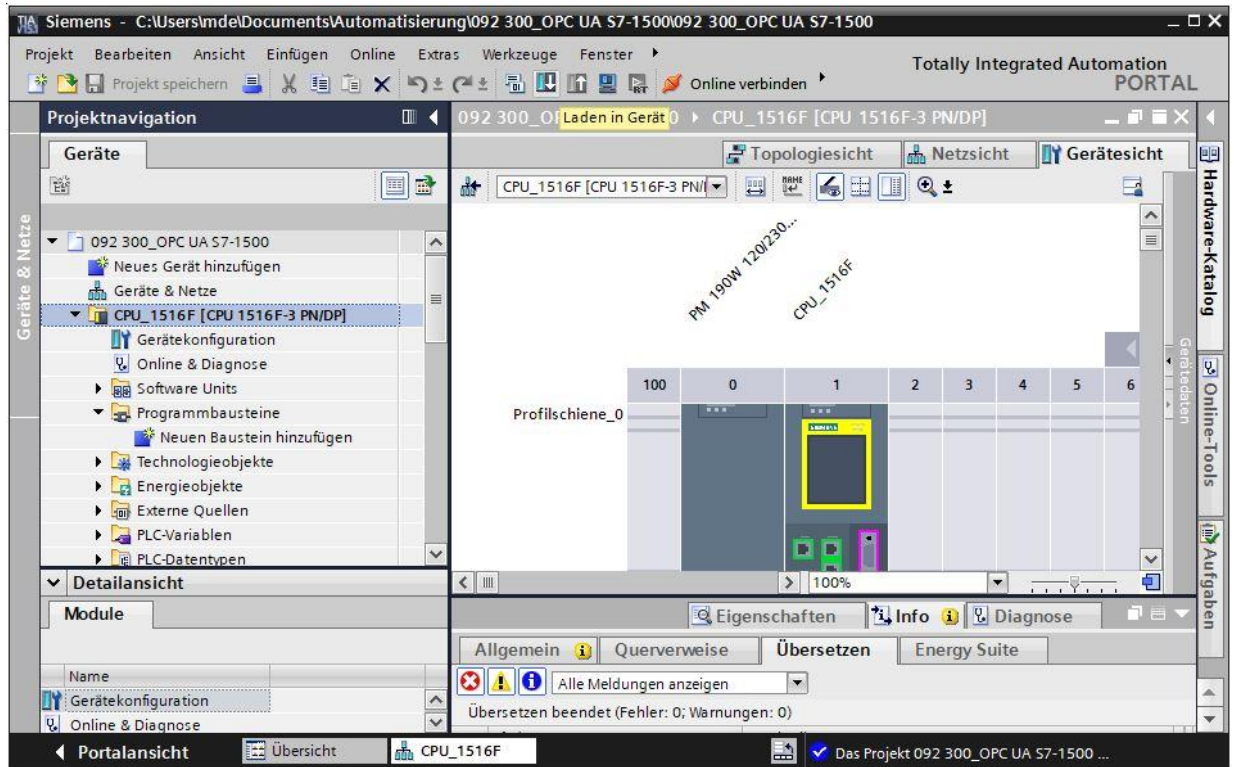 TIA V15.1
Siemens - C:\Users\mde\Documents\Automatisierung\092 300_OPC UA S7-1500\092 300_OPC UA S7-1500
Projekt Bearbeiten Ansicht Einfügen Online Extras Werkzeuge Fenster
Totally Integrated Automation
PORTAL
Projekt speichern
Online verbinden
Projektnavigation
Laden in Gerät
CPU_1516F [CPU 1516F-3 PN/DP]
Geräte
Topologiesicht
Netzsicht
Gerätesicht
CPU_1516F [CPU 1516F-3 PN/
092 300_OPC UA S7-1500
Neues Gerät hinzufügen
Geräte & Netze
CPU_1516F [CPU 1516F-3 PN/DP]
Gerätekonfiguration
Online & Diagnose
Software Units
Programmbausteine
Neuen Baustein hinzufügen
Technologieobjekte
Energieobjekte
Externe Quellen
PLC-Variablen
PLC-Datentypen
Geräte & Netze
PM 190W 120/230...
CPU_1516F
100 0 1 2 3 4 5 6
Profilschiene_0
SIEMENS
100%
Gerätedaten
Hardware-Katalog
Online-Tools
Aufgaben
Detailansicht
Module
Name
Gerätekonfiguration
Online & Diagnose
Eigenschaften
Info
Diagnose
Allgemein
Querverweise
Übersetzen
Energy Suite
Alle Meldungen anzeigen
Übersetzen beendet (Fehler: 0; Warnungen: 0)
Portalansicht
Übersicht
CPU_1516F
Das Projekt 092 300_OPC UA S7-1500 ...